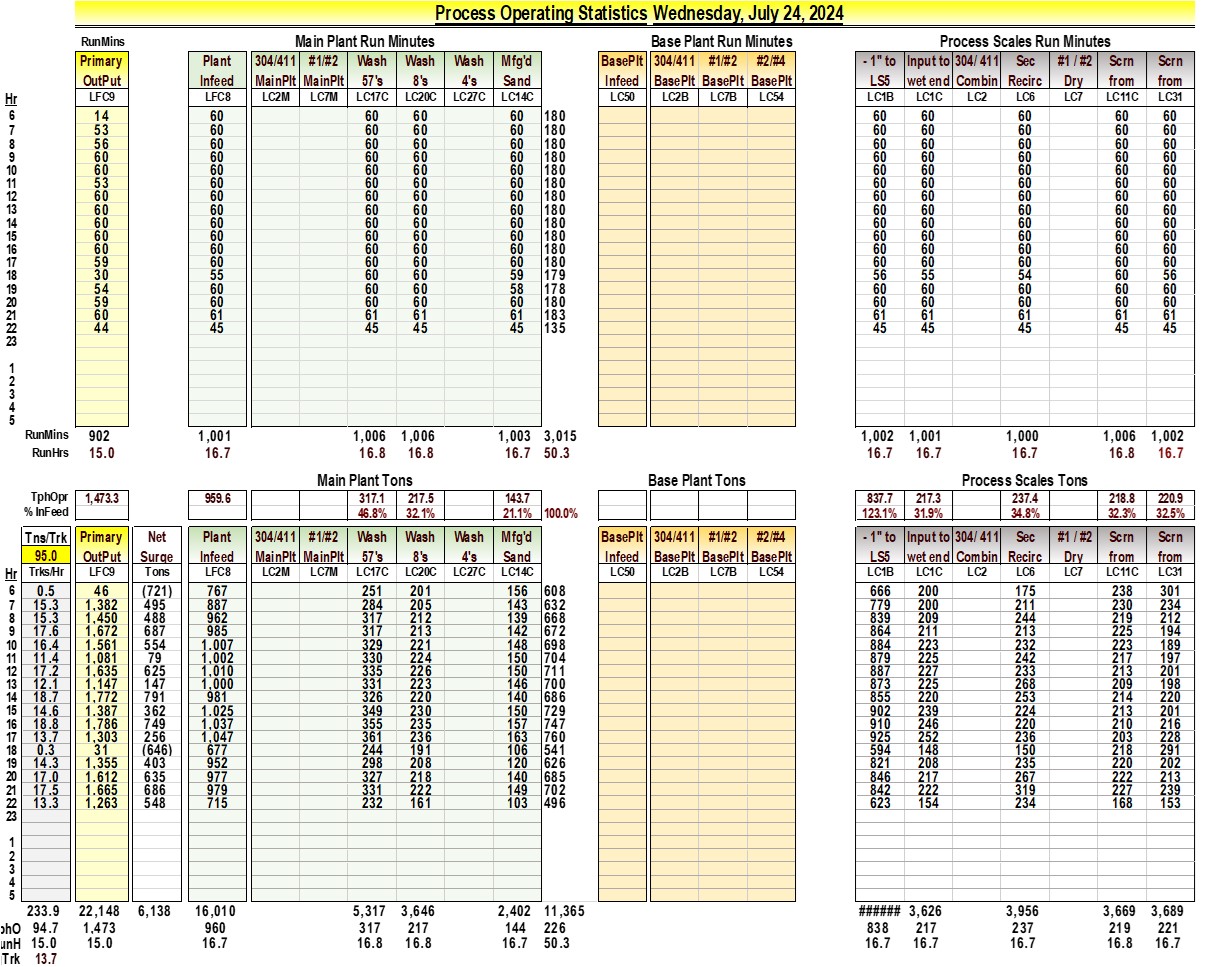 Process Operating Statistics Wednesday, July 24, 2024
RunMins Main Plant Run Minutes Base Plant Run Minutes Process Scales Run Minutes
Primary Plant 304/411 #1/#2 Wash Wash Wash Mfg'd BasePlt 304/411 #1/#2 #2/#4 - 1" to Input to 304/ 411 Sec #1 / #2 Scrn Scrn
OutPut Infeed MainPlt MainPlt 57's 8's 4's Sand Infeed BasePlt BasePlt BasePlt LS5 wet end Combin Recirc Dry from from
Hr LFC9 LFC8 LC2M LC7M LC17C LC20C LC27C LC14C LC50 LC2B LC7B LC54 LC1B LC1C LC2 LC6 LC7 LC11C LC31
6 14 60 60 60 60 180 60 60 60 60 60
7 53 60 60 60 60 180 60 60 60 60 60
8 56 60 60 60 60 180 60 60 60 60 60
9 60 60 60 60 60 180 60 60 60 60 60
10 60 60 60 60 60 180 60 60 60 60 60
11 53 60 60 60 60 180 60 60 60 60 60
12 60 60 60 60 60 180 60 60 60 60 60
13 60 60 60 60 60 180 60 60 60 60 60
14 60 60 60 60 60 180 60 60 60 60 60
15 60 60 60 60 60 180 60 60 60 60 60
16 60 60 60 60 60 180 60 60 60 60 60
17 59 60 60 60 60 180 60 60 60 60 60
18 30 55 60 60 59 179 56 55 54 60 56
19 54 60 60 60 58 178 60 60 60 60 60
20 59 60 60 60 60 180 60 60 60 60 60
21 60 61 61 61 61 183 61 61 61 61 61
22 44 45 45 45 45 135 45 45 45 45 45
23
1
2
3
4
5
RunMins 902 1,001 1,006 1,006 1,003 3,015 1,002 1,001 1,000 1,006 1,002
RunHrs 15.0 16.7 16.8 16.8 16.7 50.3 16.7 16.7 16.7 16.8 16.7
Main Plant Tons Base Plant Tons Process Scales Tons
TphOpr 1,473.3 959.6 317.1 217.5 143.7 837.7 217.3 237.4 218.8 220.9
% InFeed 46.8% 32.1% 21.1% 100.0% 123.1% 31.9% 34.8% 32.3% 32.5%
Tns/Trk Primary Net Plant 304/411 #1/#2 Wash Wash Wash Mfg'd BasePlt 304/411 #1/#2 #2/#4 - 1" to Input to 304/ 411 Sec #1 / #2 Scrn Scrn
95.0 OutPut Surge Infeed MainPlt MainPlt 57's 8's 4's Sand Infeed BasePlt BasePlt BasePlt LS5 wet end Combin Recirc Dry from from
Hr Trks/Hr LFC9 Tons LFC8 LC2M LC7M LC17C LC20C LC27C LC14C LC50 LC2B LC7B LC54 LC1B LC1C LC2 LC6 LC7 LC11C LC31
6 0.5 46 (721) 767 251 201 156 608 666 200 175 238 301
7 15.3 1,382 495 887 284 205 143 632 779 200 211 230 234
8 15.3 1,450 488 962 317 212 139 668 839 209 244 219 212
9 17.6 1,672 687 985 317 213 142 672 864 211 213 225 194
10 16.4 1,561 554 1,007 329 221 148 698 884 223 232 223 189
11 11.4 1,081 79 1,002 330 224 150 704 879 225 242 217 197
12 17.2 1,635 625 1,010 335 226 150 711 887 227 233 213 201
13 12.1 1,147 147 1,000 331 223 146 700 873 225 268 209 198
14 18.7 1,772 791 981 326 220 140 686 855 220 253 214 220
15 14.6 1,387 362 1,025 349 230 150 729 902 239 224 213 201
16 18.8 1,786 749 1,037 355 235 157 747 910 246 220 210 216
17 13.7 1,303 256 1,047 361 236 163 760 925 252 236 203 228
18 0.3 31 (646) 677 244 191 106 541 594 148 150 218 291
19 14.3 1,355 403 952 298 208 120 626 821 208 235 220 202
20 17.0 1,612 635 977 327 218 140 685 846 217 267 222 213
21 17.5 1,665 686 979 331 222 149 702 842 222 319 227 239
22 13.3 1,263 548 715 232 161 103 496 623 154 234 168 153
23
1
2
3
4
5
233.9 22,148 6,138 16,010 5,317 3,646 2,402 11,365 ###### 3,626 3,956 3,669 3,689
phO 94.7 1,473 960 317 217 144 226 838 217 237 219 221
unH 15.0 15.0 16.7 16.8 16.8 16.7 50.3 16.7 16.7 16.7 16.8 16.7
Trk 13.7